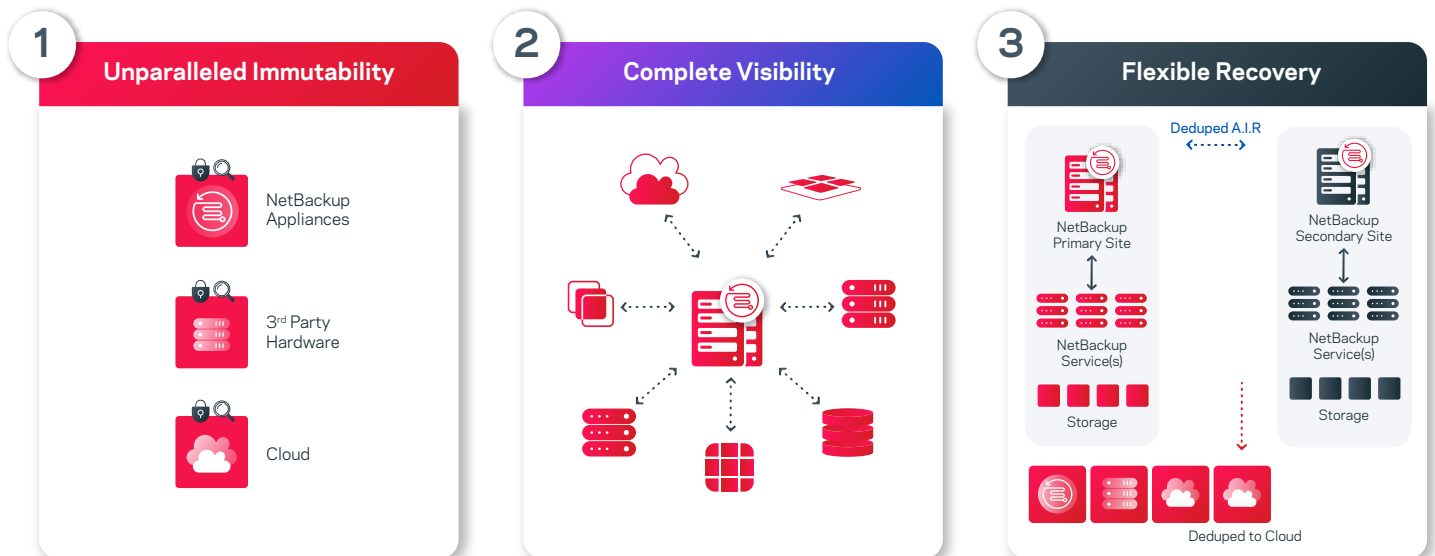 1
Unparalleled Immutability
NetBackup
Appliances
3rd Party
Hardware
Cloud
2
Complete Visibility
3
Flexible Recovery
Deduped A.I.R
NetBackup
Primary Site
NetBackup
Service(s)
Storage
NetBackup
Secondary Site
NetBackup
Service(s)
Storage
Deduped to Cloud